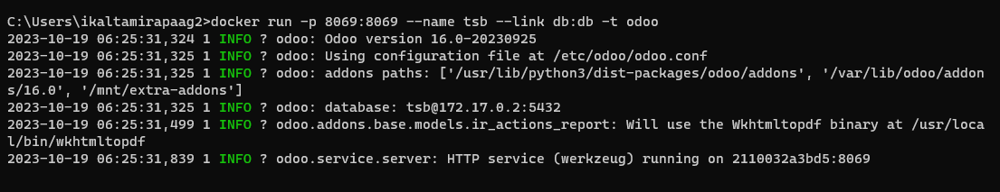 C:\Users\ikaltamirapaag2>docker run -p 8069:8069 --name tsb --link db:db -t odoo
2023-10-19 06:25:31,324 1 INFO ? odoo: Odoo version 16.0-20230925
2023-10-19 06:25:31,325 1 INFO ? odoo: Using configuration file at /etc/odoo/odoo.conf
2023-10-19 06:25:31,325 1 INFO ? odoo: addons paths: ['/usr/lib/python3/dist-packages/odoo/addons', '/var/lib/odoo/addon
s/16.0', '/mnt/extra-addons']
2023-10-19 06:25:31,325 1 INFO ? odoo: database: tsb@172.17.0.2:5432
2023-10-19 06:25:31,499 1 INFO ? odoo.addons.base.models.ir_actions_report: Will use the Wkhtmltopdf binary at /usr/loca
l/bin/wkhtmltopdf
2023-10-19 06:25:31,839 1 INFO ? odoo.service.server: HTTP service (werkzeug) running on 2110032a3bd5:8069